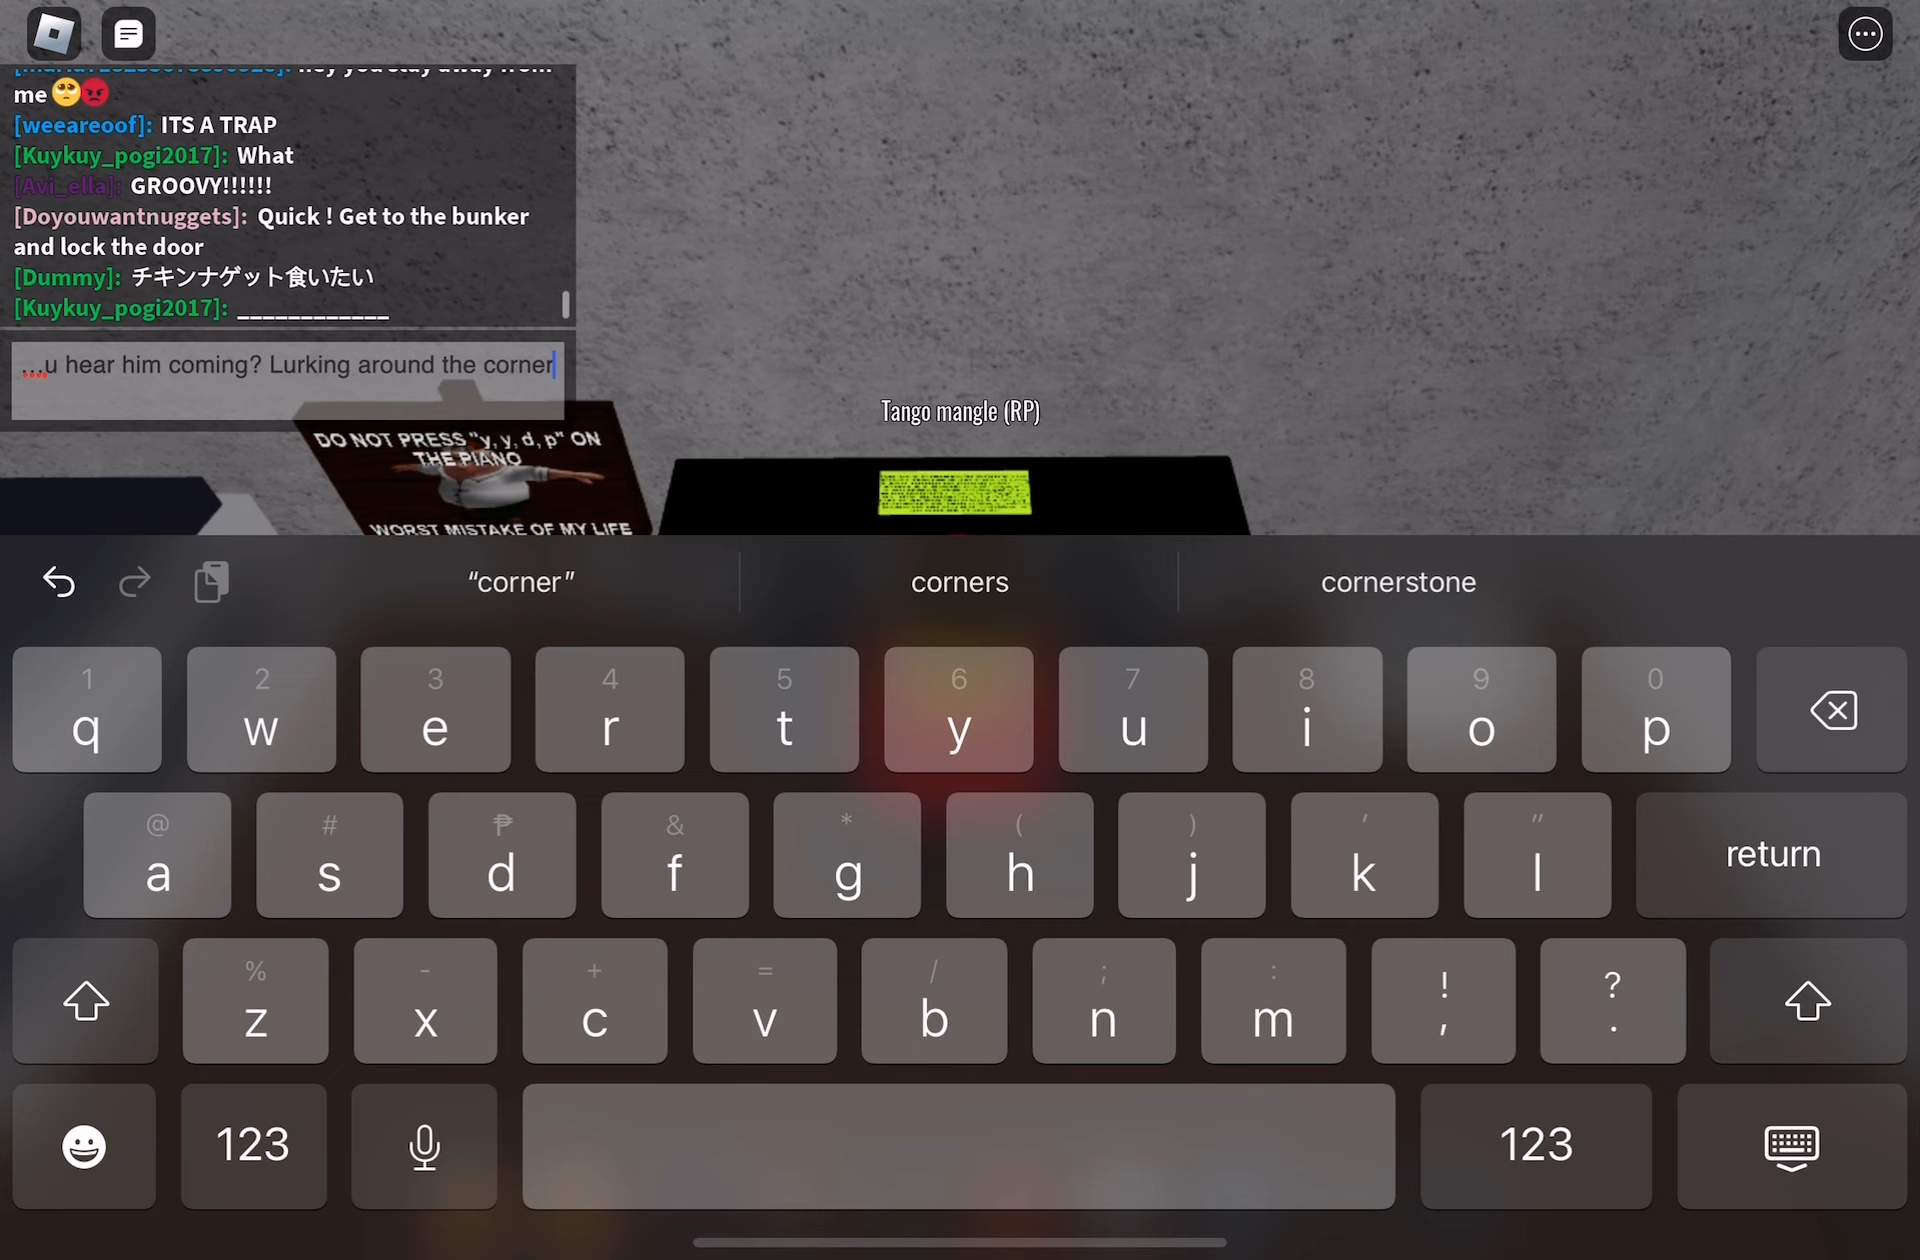 me🥺😡
[weeareoof]: ITS A TRAP
[Kuykuy_pogi2017]: What
[Avi_ella]: GROOVY!!!!!!
[Doyouwantnuggets]: Quick ! Get to the bunker
and lock the door
[Dummy]: チキンナゲット食いたい
[Kuykuy_pogi2017]: ____________
...u hear him coming? Lurking around the corner
Tango mangle (RP)
DO NOT PRESS "y, y, d, p" ON
THE PIANO
WORST MISTAKE OF MY LIFE
“corner” corners cornerstone
1 2 3 4 5 6 7 8 9 0
q w e r t y u i o p
@ # ₱ & * ( ) ' "
a s d f g h j k l return
% - + = / ; : ! ?
z x c v b n m , .
123 123